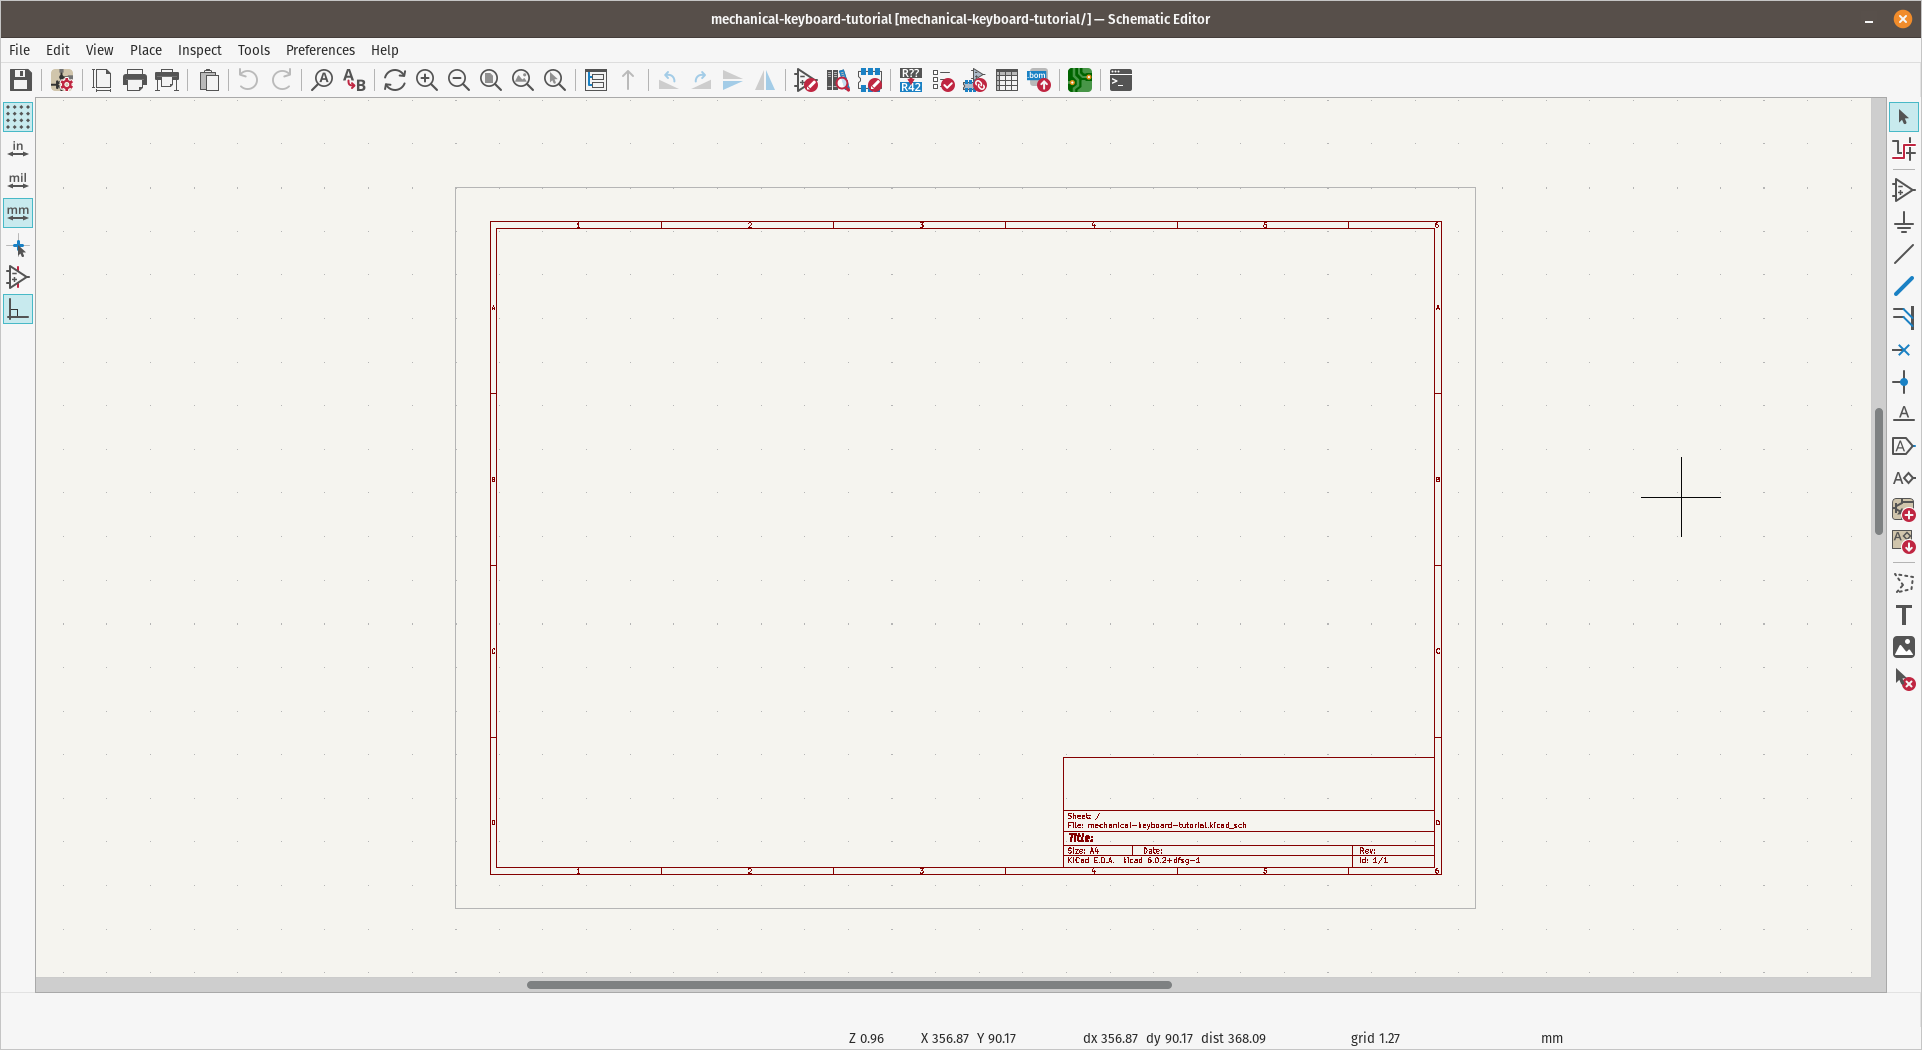 mechanical-keyboard-tutorial [mechanical-keyboard-tutorial/] — Schematic Editor
File Edit View Place Inspect Tools Preferences Help
A A B R?? R42 .bom >_
in
mil
mm
1 2 3 4 5 6
A A
B B
C C
D D
Sheet: /
File: mechanical-keyboard-tutorial.kicad_sch
Title:
Size: A4 Date: Rev:
KiCad E.D.A. kicad 6.0.2+dfsg-1 Id: 1/1
1 2 3 4 5 6
A
A
A
A
T
Z 0.96 X 356.87 Y 90.17 dx 356.87 dy 90.17 dist 368.09 grid 1.27 mm